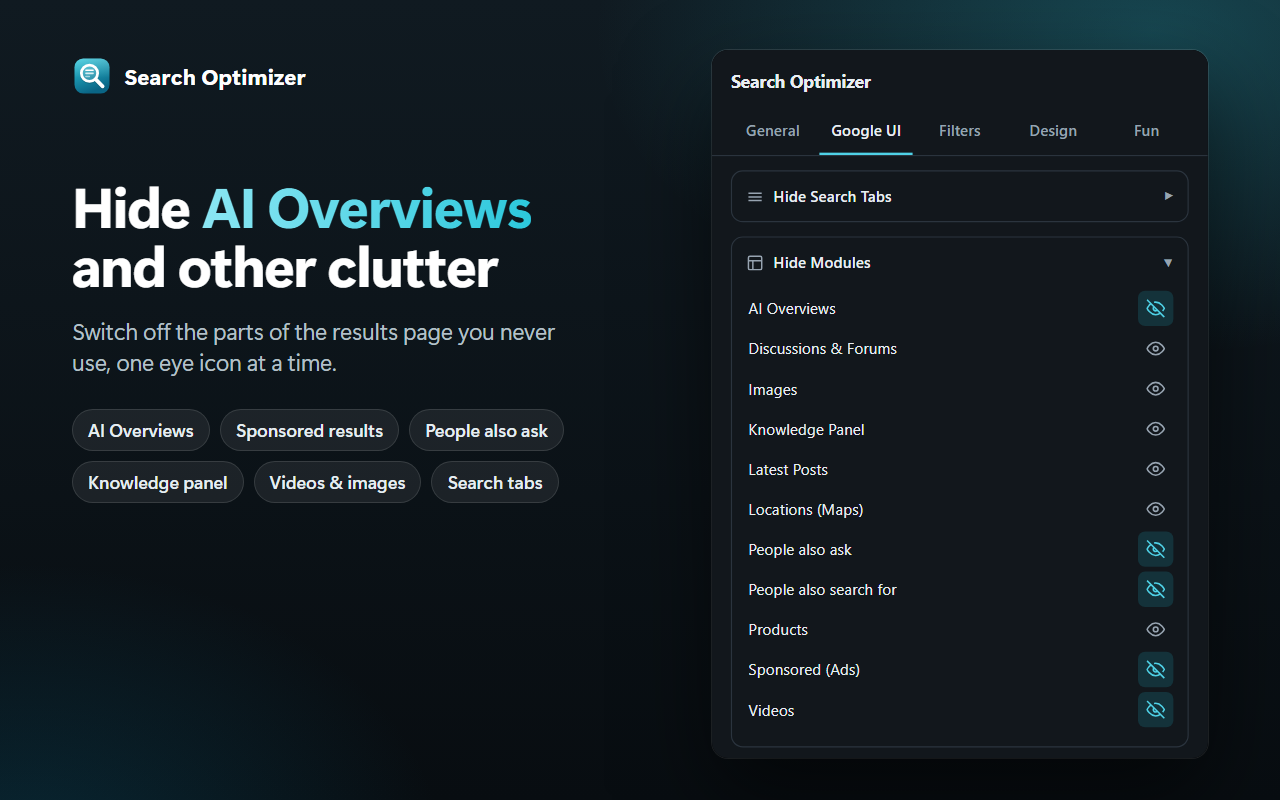 Search Optimizer
Hide AI Overviews
and other clutter
Switch off the parts of the results page you never
use, one eye icon at a time.
AI Overviews
Sponsored results
People also ask
Knowledge panel
Videos & images
Search tabs
Search Optimizer
General
Google UI
Filters
Design
Fun
Hide Search Tabs
Hide Modules
AI Overviews
Discussions & Forums
Images
Knowledge Panel
Latest Posts
Locations (Maps)
People also ask
People also search for
Products
Sponsored (Ads)
Videos